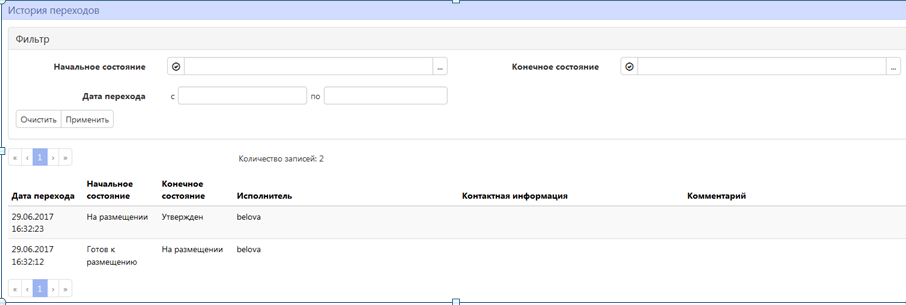 История переходов
Фильтр
Начальное состояние ... Конечное состояние ...
Дата перехода с по
Очистить Применить
« ‹ 1 › » Количество записей: 2
Дата перехода Начальное состояние Конечное состояние Исполнитель Контактная информация Комментарий
29.06.2017 16:32:23 На размещении Утвержден belova
29.06.2017 16:32:12 Готов к размещению На размещении belova
« ‹ 1 › »